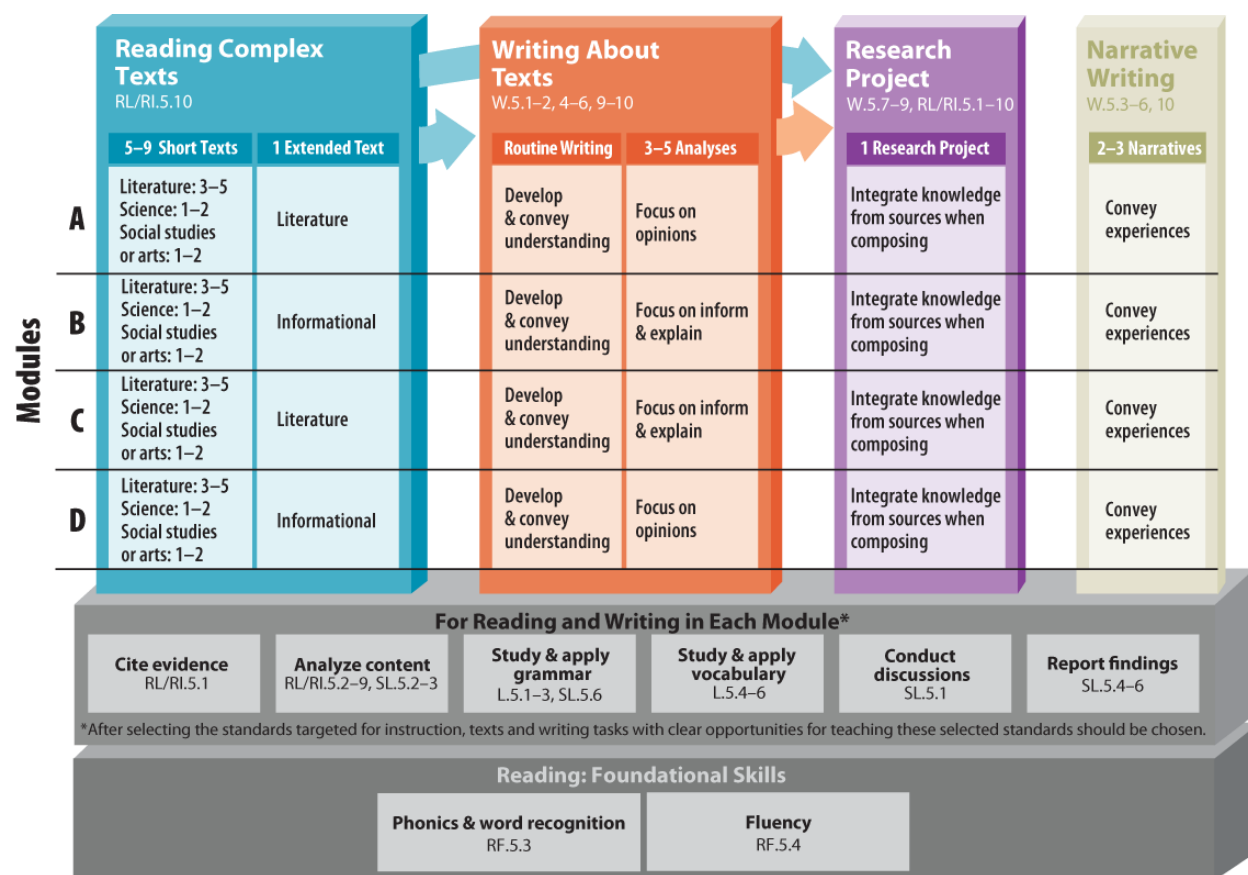 Reading Complex
Texts
RL/RI.5.10
Writing About
Texts
W.5.1–2, 4–6, 9–10
Research
Project
W.5.7–9, RL/RI.5.1–10
Narrative
Writing
W.5.3–6, 10
5–9 Short Texts
1 Extended Text
Routine Writing
3–5 Analyses
1 Research Project
2–3 Narratives
Modules
A
Literature: 3–5
Science: 1–2
Social studies
or arts: 1–2
Literature
Develop
& convey
understanding
Focus on
opinions
Integrate knowledge
from sources when
composing
Convey
experiences
B
Literature: 3–5
Science: 1–2
Social studies
or arts: 1–2
Informational
Develop
& convey
understanding
Focus on inform
& explain
Integrate knowledge
from sources when
composing
Convey
experiences
C
Literature: 3–5
Science: 1–2
Social studies
or arts: 1–2
Literature
Develop
& convey
understanding
Focus on inform
& explain
Integrate knowledge
from sources when
composing
Convey
experiences
D
Literature: 3–5
Science: 1–2
Social studies
or arts: 1–2
Informational
Develop
& convey
understanding
Focus on
opinions
Integrate knowledge
from sources when
composing
Convey
experiences
For Reading and Writing in Each Module*
Cite evidence
RL/RI.5.1
Analyze content
RL/RI.5.2–9, SL.5.2–3
Study & apply
grammar
L.5.1–3, SL.5.6
Study & apply
vocabulary
L.5.4–6
Conduct
discussions
SL.5.1
Report findings
SL.5.4–6
*After selecting the standards targeted for instruction, texts and writing tasks with clear opportunities for teaching these selected standards should be chosen.
Reading: Foundational Skills
Phonics & word recognition
RF.5.3
Fluency
RF.5.4